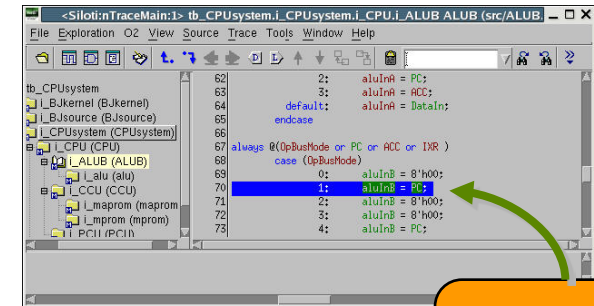 <Siloti:nTraceMain:1> tb_CPUsystem.i_CPUsystem.i_CPU.i_ALUB ALUB (src/ALUB.
File Exploration O2 View Source Trace Tools Window Help
tb_CPUsystem
i_BJkernel (BJkernel)
i_BJsource (BJsource)
i_CPUsystem (CPUsystem)
i_CPU (CPU)
i_ALUB (ALUB)
i_alu (alu)
i_CCU (CCU)
i_maprom (maprom
i_mprom (mprom)
i_PCU (PCU)
62 2: aluInA = PC;
63 3: aluInA = ACC;
64 default: aluInA = DataIn;
65 endcase
66
67 always @(OpBusMode or PC or ACC or IXR )
68 case (OpBusMode)
69 0: aluInB = 8'h00;
70 1: aluInB = PC;
71 2: aluInB = 8'h00;
72 3: aluInB = 8'h00;
73 4: aluInB = PC;